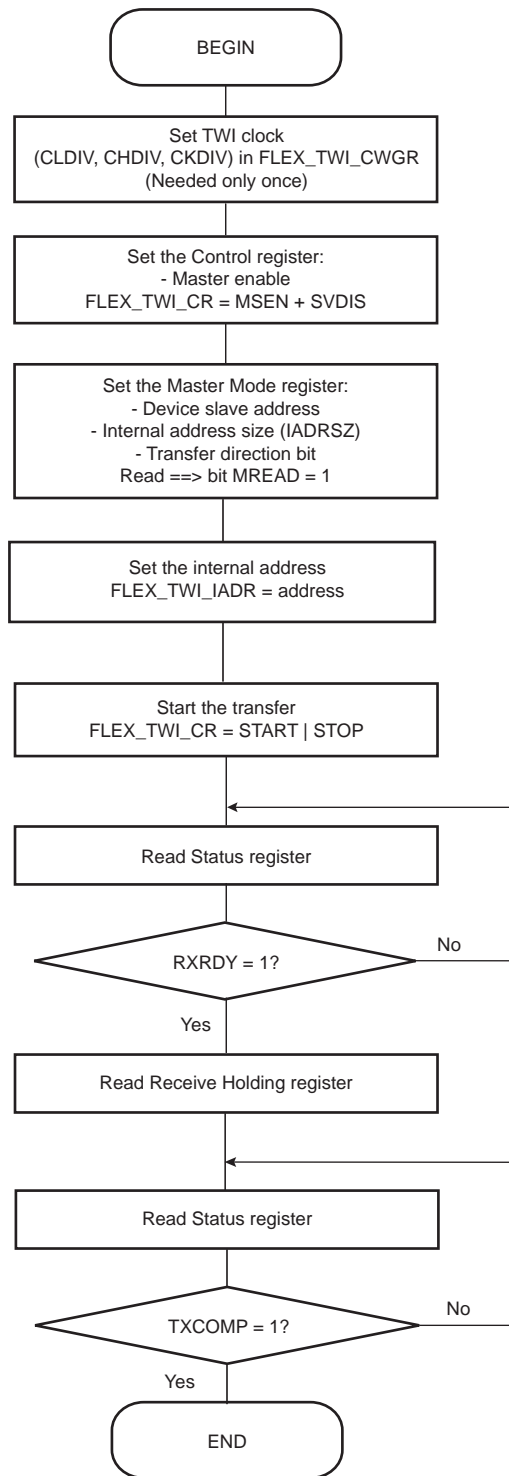 BEGIN
Set TWI clock
(CLDIV, CHDIV, CKDIV) in FLEX_TWI_CWGR
(Needed only once)
Set the Control register:
- Master enable
FLEX_TWI_CR = MSEN + SVDIS
Set the Master Mode register:
- Device slave address
- Internal address size (IADRSZ)
- Transfer direction bit
Read ==> bit MREAD = 1
Set the internal address
FLEX_TWI_IADR = address
Start the transfer
FLEX_TWI_CR = START | STOP
Read Status register
RXRDY = 1?
No
Yes
Read Receive Holding register
Read Status register
TXCOMP = 1?
No
Yes
END